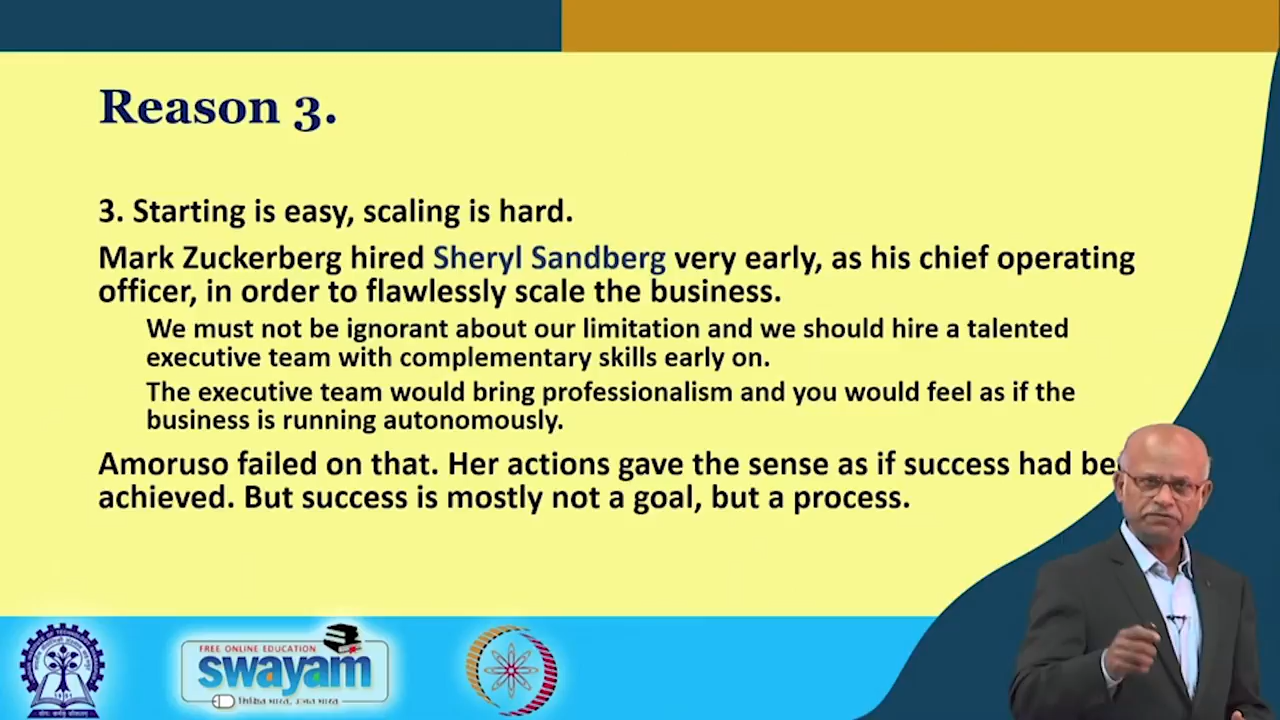 Reason 3.
3. Starting is easy, scaling is hard.
Mark Zuckerberg hired Sheryl Sandberg very early, as his chief operating
officer, in order to flawlessly scale the business.
We must not be ignorant about our limitation and we should hire a talented
executive team with complementary skills early on.
The executive team would bring professionalism and you would feel as if the
business is running autonomously.
Amoruso failed on that. Her actions gave the sense as if success had
achieved. But success is mostly not a goal, but a process.
FREE ONLINE EDUCATION
swayam